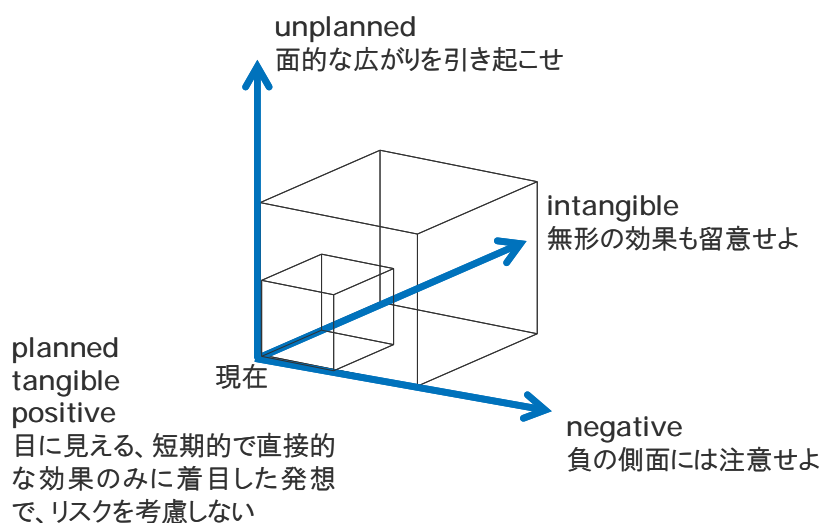 unplanned
面的な広がりを引き起こせ
intangible
無形の効果も留意せよ
planned
tangible
positive
目に見える、短期的で直接的
な効果のみに着目した発想
で、リスクを考慮しない
現在
negative
負の側面には注意せよ